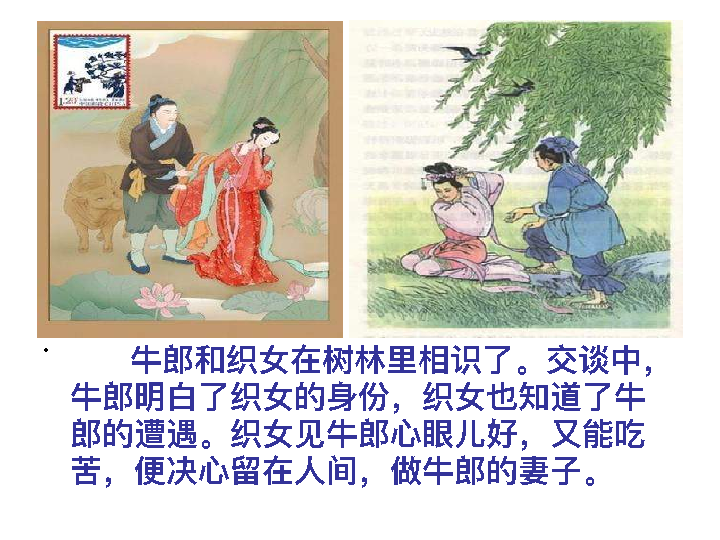 1.20
牛郎和织女在树林里相识了。交谈中，
牛郎明白了织女的身份，织女也知道了牛
郎的遭遇。织女见牛郎心眼儿好，又能吃
苦，便决心留在人间，做牛郎的妻子。